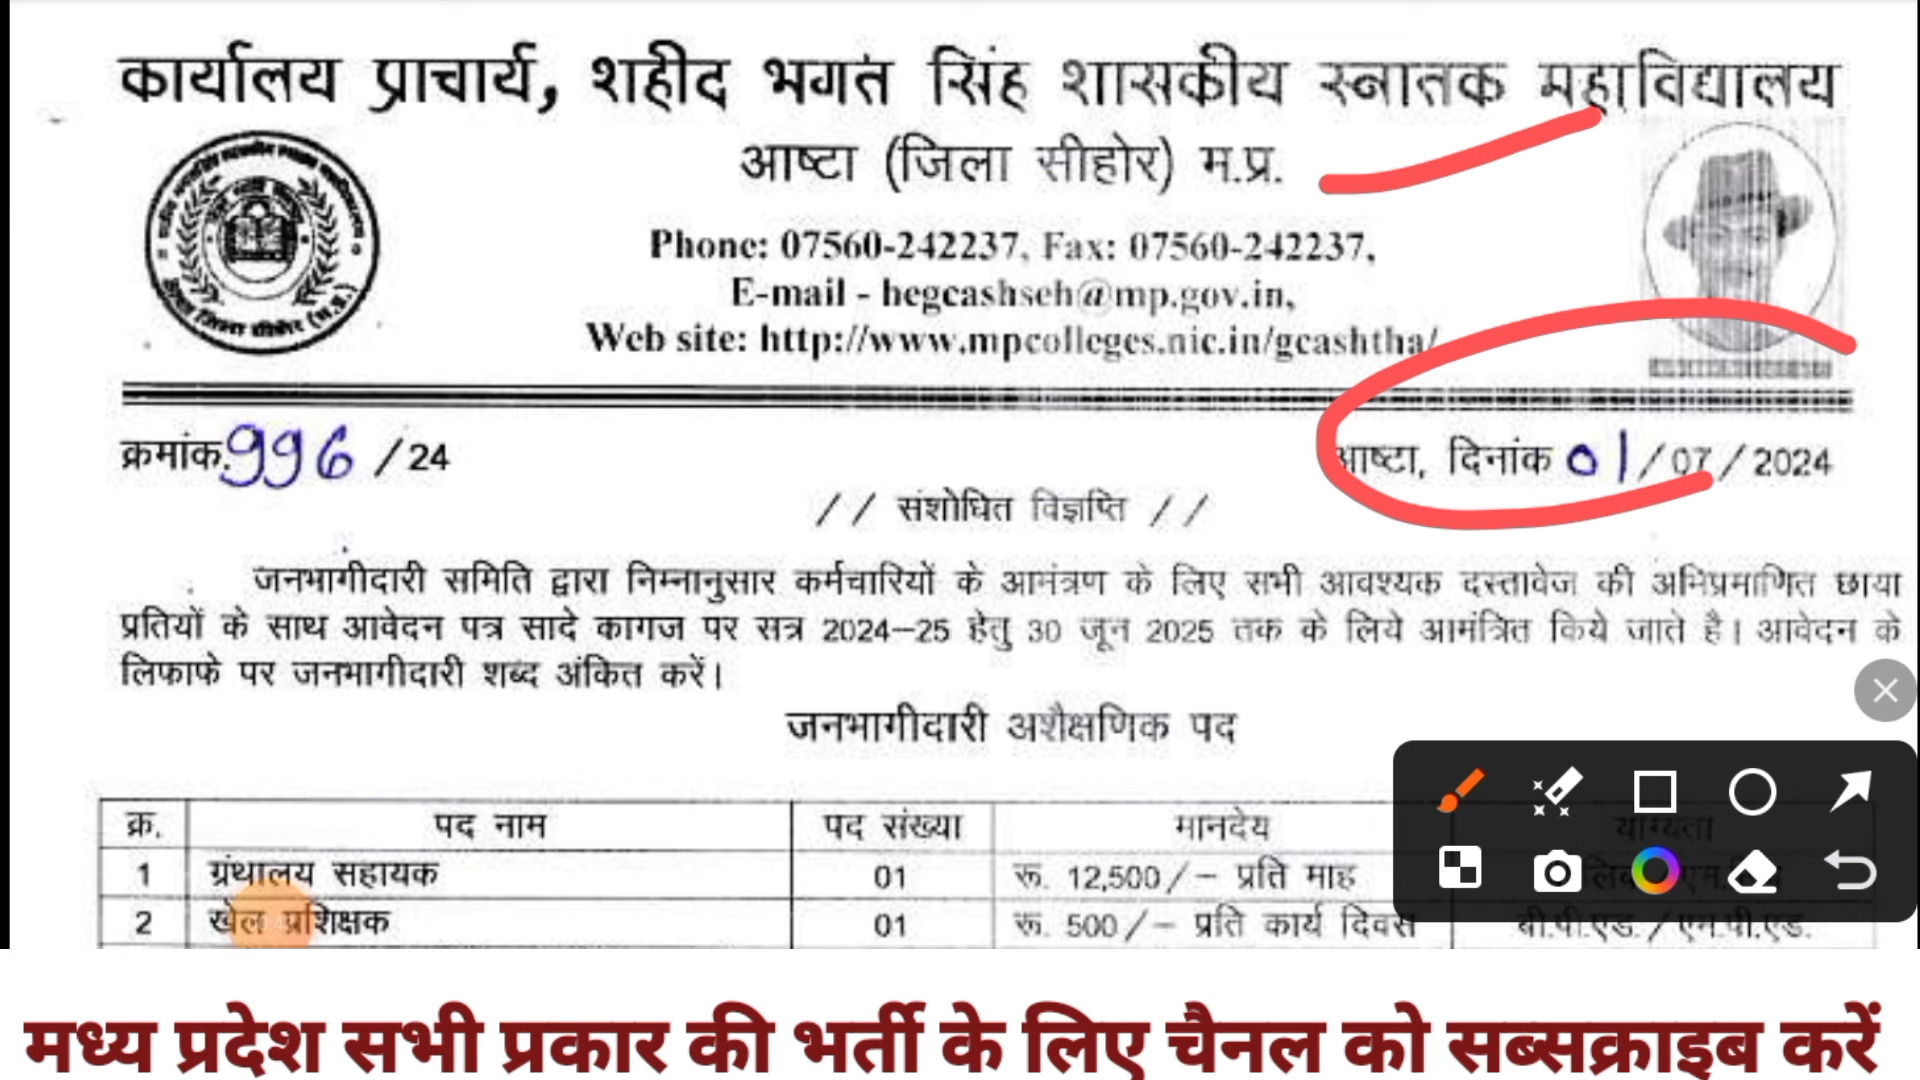 कार्यालय प्राचार्य, शहीद भगत सिंह शासकीय स्नातक महाविद्यालय
आष्टा (जिला सीहोर) म.प्र.
Phone: 07560-242237, Fax: 07560-242237,
E-mail - hegcashseh@mp.gov.in,
Web site: http://www.mpcolleges.nic.in/gcashtha/
क्रमांक.996 /24 आष्टा, दिनांक 01/07/2024
// संशोधित विज्ञप्ति //
जनभागीदारी समिति द्वारा निम्नानुसार कर्मचारियों के आमंत्रण के लिए सभी आवश्यक दस्तावेज की अभिप्रमाणित छाया
प्रतियों के साथ आवेदन पत्र सादे कागज पर सत्र 2024–25 हेतु 30 जून 2025 तक के लिये आमंत्रित किये जाते है। आवेदन के
लिफाफे पर जनभागीदारी शब्द अंकित करें।
जनभागीदारी अशैक्षणिक पद
क्र. पद नाम पद संख्या मानदेय योग्यता
1 ग्रंथालय सहायक 01 रू. 12,500/– प्रति माह
2 खेल प्रशिक्षक 01 रू. 500/– प्रति कार्य दिवस बी.पी.एड./एम.पी.एड.
मध्य प्रदेश सभी प्रकार की भर्ती के लिए चैनल को सब्सक्राइब करें